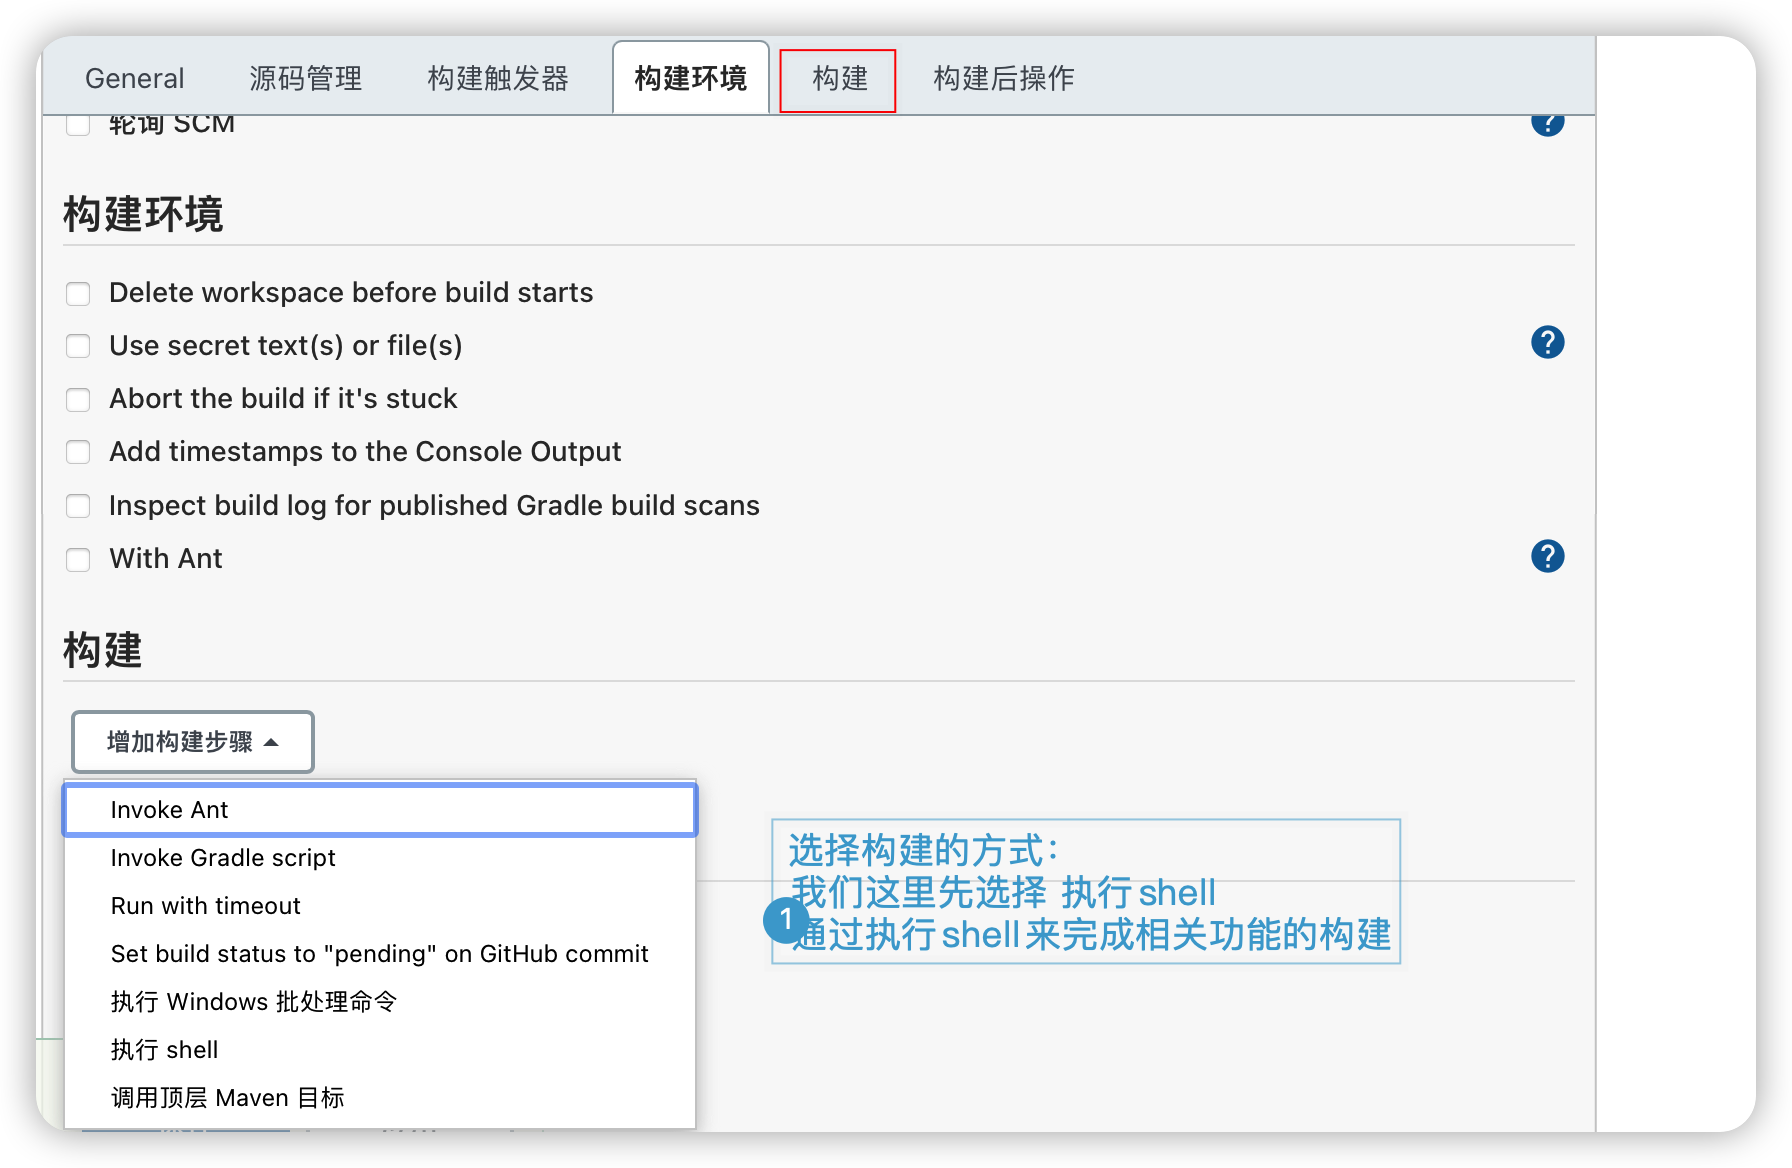 General 源码管理 构建触发器 构建环境 构建 构建后操作
轮询 SCM
构建环境
Delete workspace before build starts
Use secret text(s) or file(s)
Abort the build if it's stuck
Add timestamps to the Console Output
Inspect build log for published Gradle build scans
With Ant
构建
增加构建步骤
Invoke Ant
Invoke Gradle script
Run with timeout
Set build status to "pending" on GitHub commit
执行 Windows 批处理命令
执行 shell
调用顶层 Maven 目标
选择构建的方式：
我们这里先选择 执行shell
1
通过执行shell来完成相关功能的构建